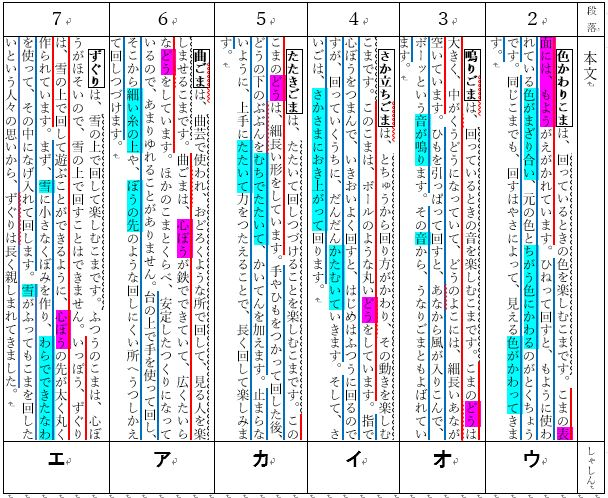 段落
本文
しゃしん
2
色かわりこまは、回っているときの色を楽しむこまです。こまの表
面には、もようがえがかれています。ひねって回すと、もように使わ
れている色がまざり合い、元の色とちがう色にかわるのがとくちょう
です。同じこまでも、回すはやさによって、見える色がかわってきま
す。
ウ
3
鳴りごまは、回っているときの音を楽しむこまです。こまのどうは
大きく、中がくうどうになっていて、どうのよこには、細長いあなが
空いています。ひもを引っぱって回すと、あなから風が入りこんで、
ボーッという音が鳴ります。その音から、うなりごまともよばれてい
ます。
オ
4
さか立ちごまは、とちゅうから回り方がかわり、その動きを楽しむ
こまです。このこまは、ボールのような丸いどうをしています。指で
心ぼうをつまんで、いきおいよく回すと、はじめはふつうに回るので
すが、回っていくうちに、だんだんかたむいていきます。そして、さ
いごは、さかさまにおき上がって回ります。
イ
5
たたきごまは、たたいて回しつづけることを楽しむこまです。この
こまのどうは、細長い形をしています。手やひもをつかって回した後、
どうの下のぶぶんをむちでたたいて、かいてんを加えます。止まらな
いように、上手にたたいて力をつたえることで、長く回して楽しみま
す。
カ
6
曲ごまは、曲芸で使われ、おどろくような所で回して、見る人を楽
しませるこまです。曲ごまは、心ぼうが鉄でできていて、広くたいら
などうをしています。ほかのこまとくらべ、安定したつくりになって
いるので、あまりゆれることがありません。台の上で手を使って回し、
そこから細い糸の上や、ぼうの先のような回しにくい所へうつしかえ
て回しつづけます。
ア
7
ずぐりは、雪の上で回して楽しむこまです。ふつうのこまは、心ぼ
うがほそいので、雪の上で回すことはできません。いっぽう、ずぐり
は、雪の上で回して遊ぶことができるように、心ぼうの先が太く丸く
作られています。まず、雪に小さなくぼみを作り、わらでできたなわ
を使って、その中になげ入れて回します。雪がふってもこまを回した
いという人々の思いから、ずぐりは長く親しまれてきました。
エ